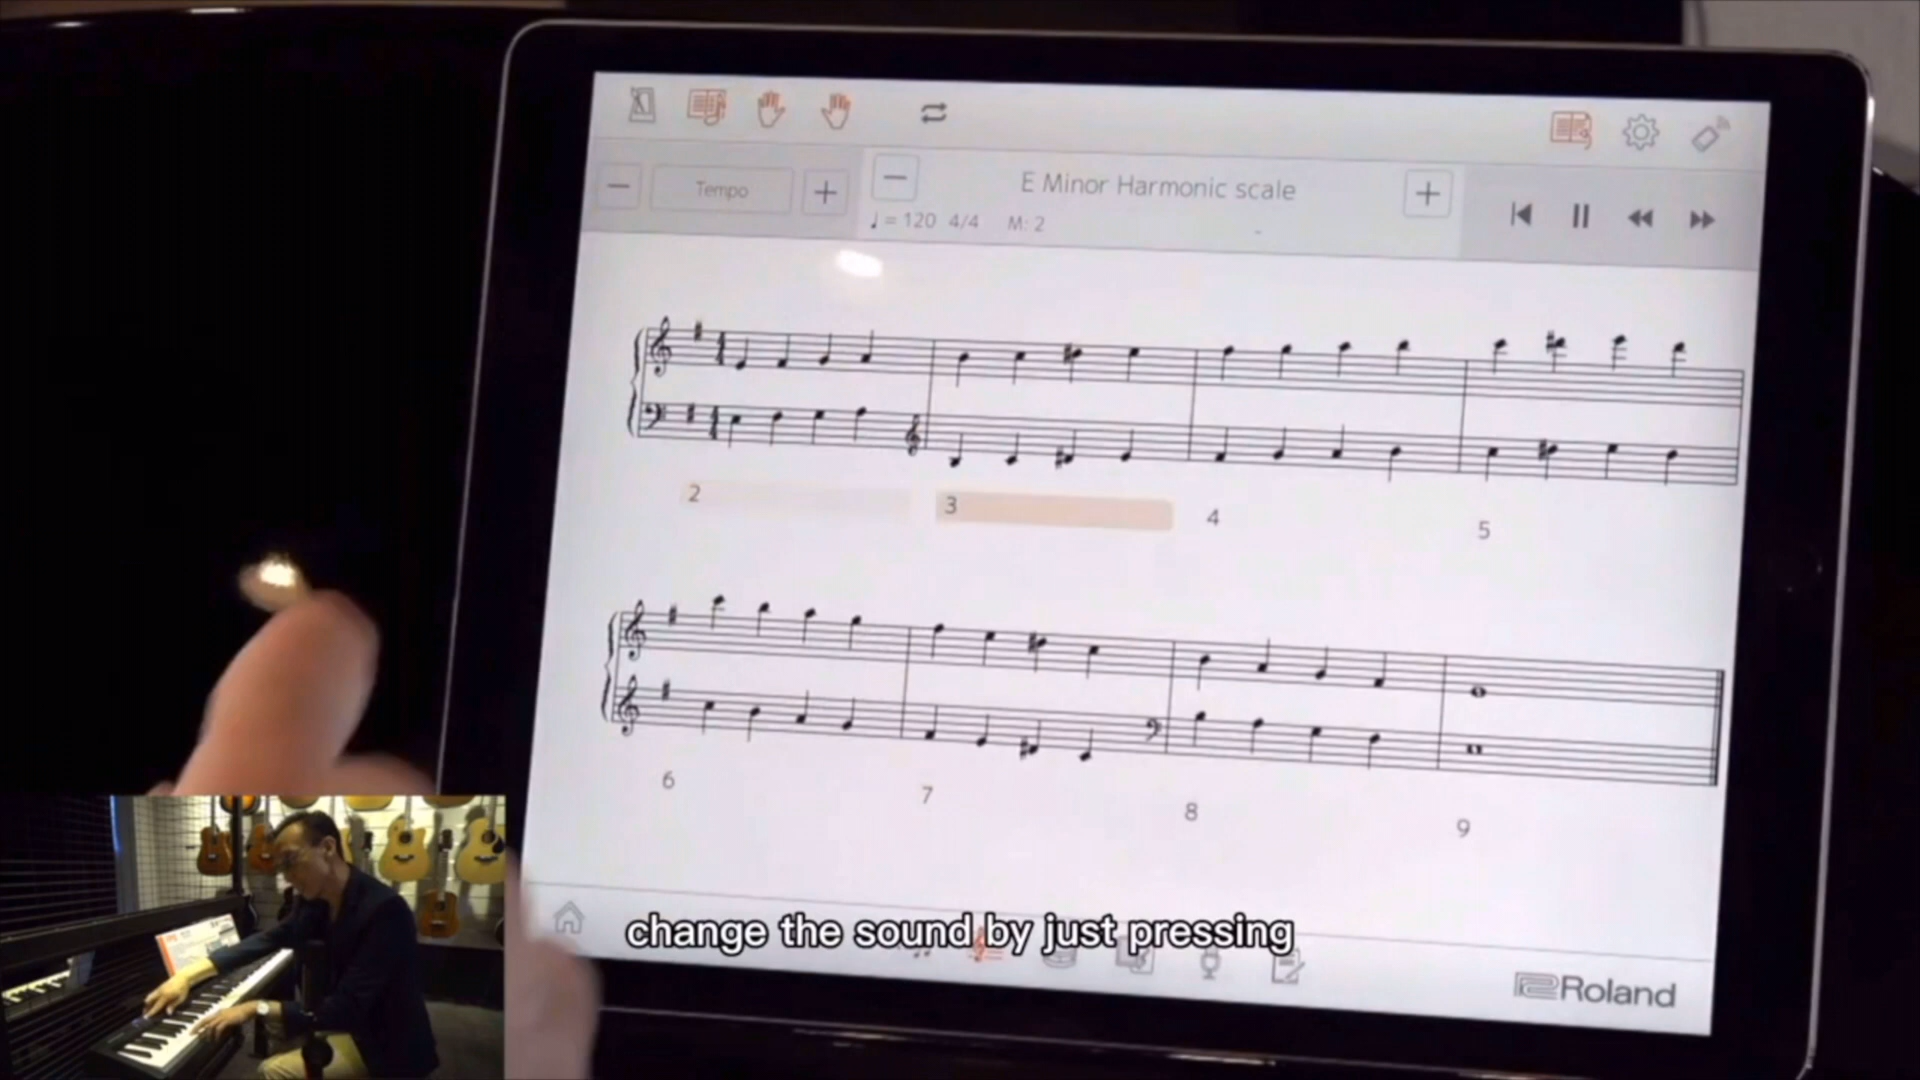 Tempo
E Minor Harmonic scale
♩= 120 4/4 M: 2
2
3
4
5
6
7
8
9
change the sound by just pressing
Roland